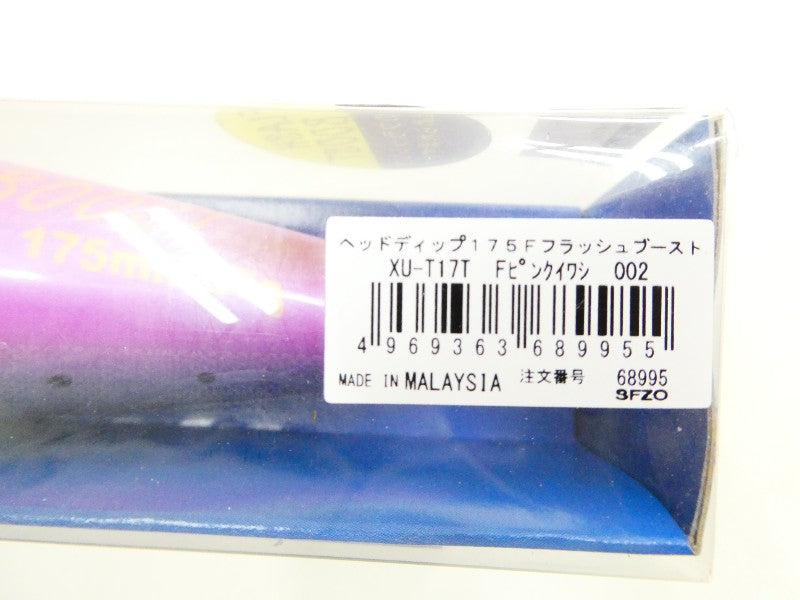 175m
ヘッドディップ175Fフラッシュブースト
XU-T17T Fピンクイワシ 002
4 969363 689955
MADE IN MALAYSIA 注文番号 68995
SFZO